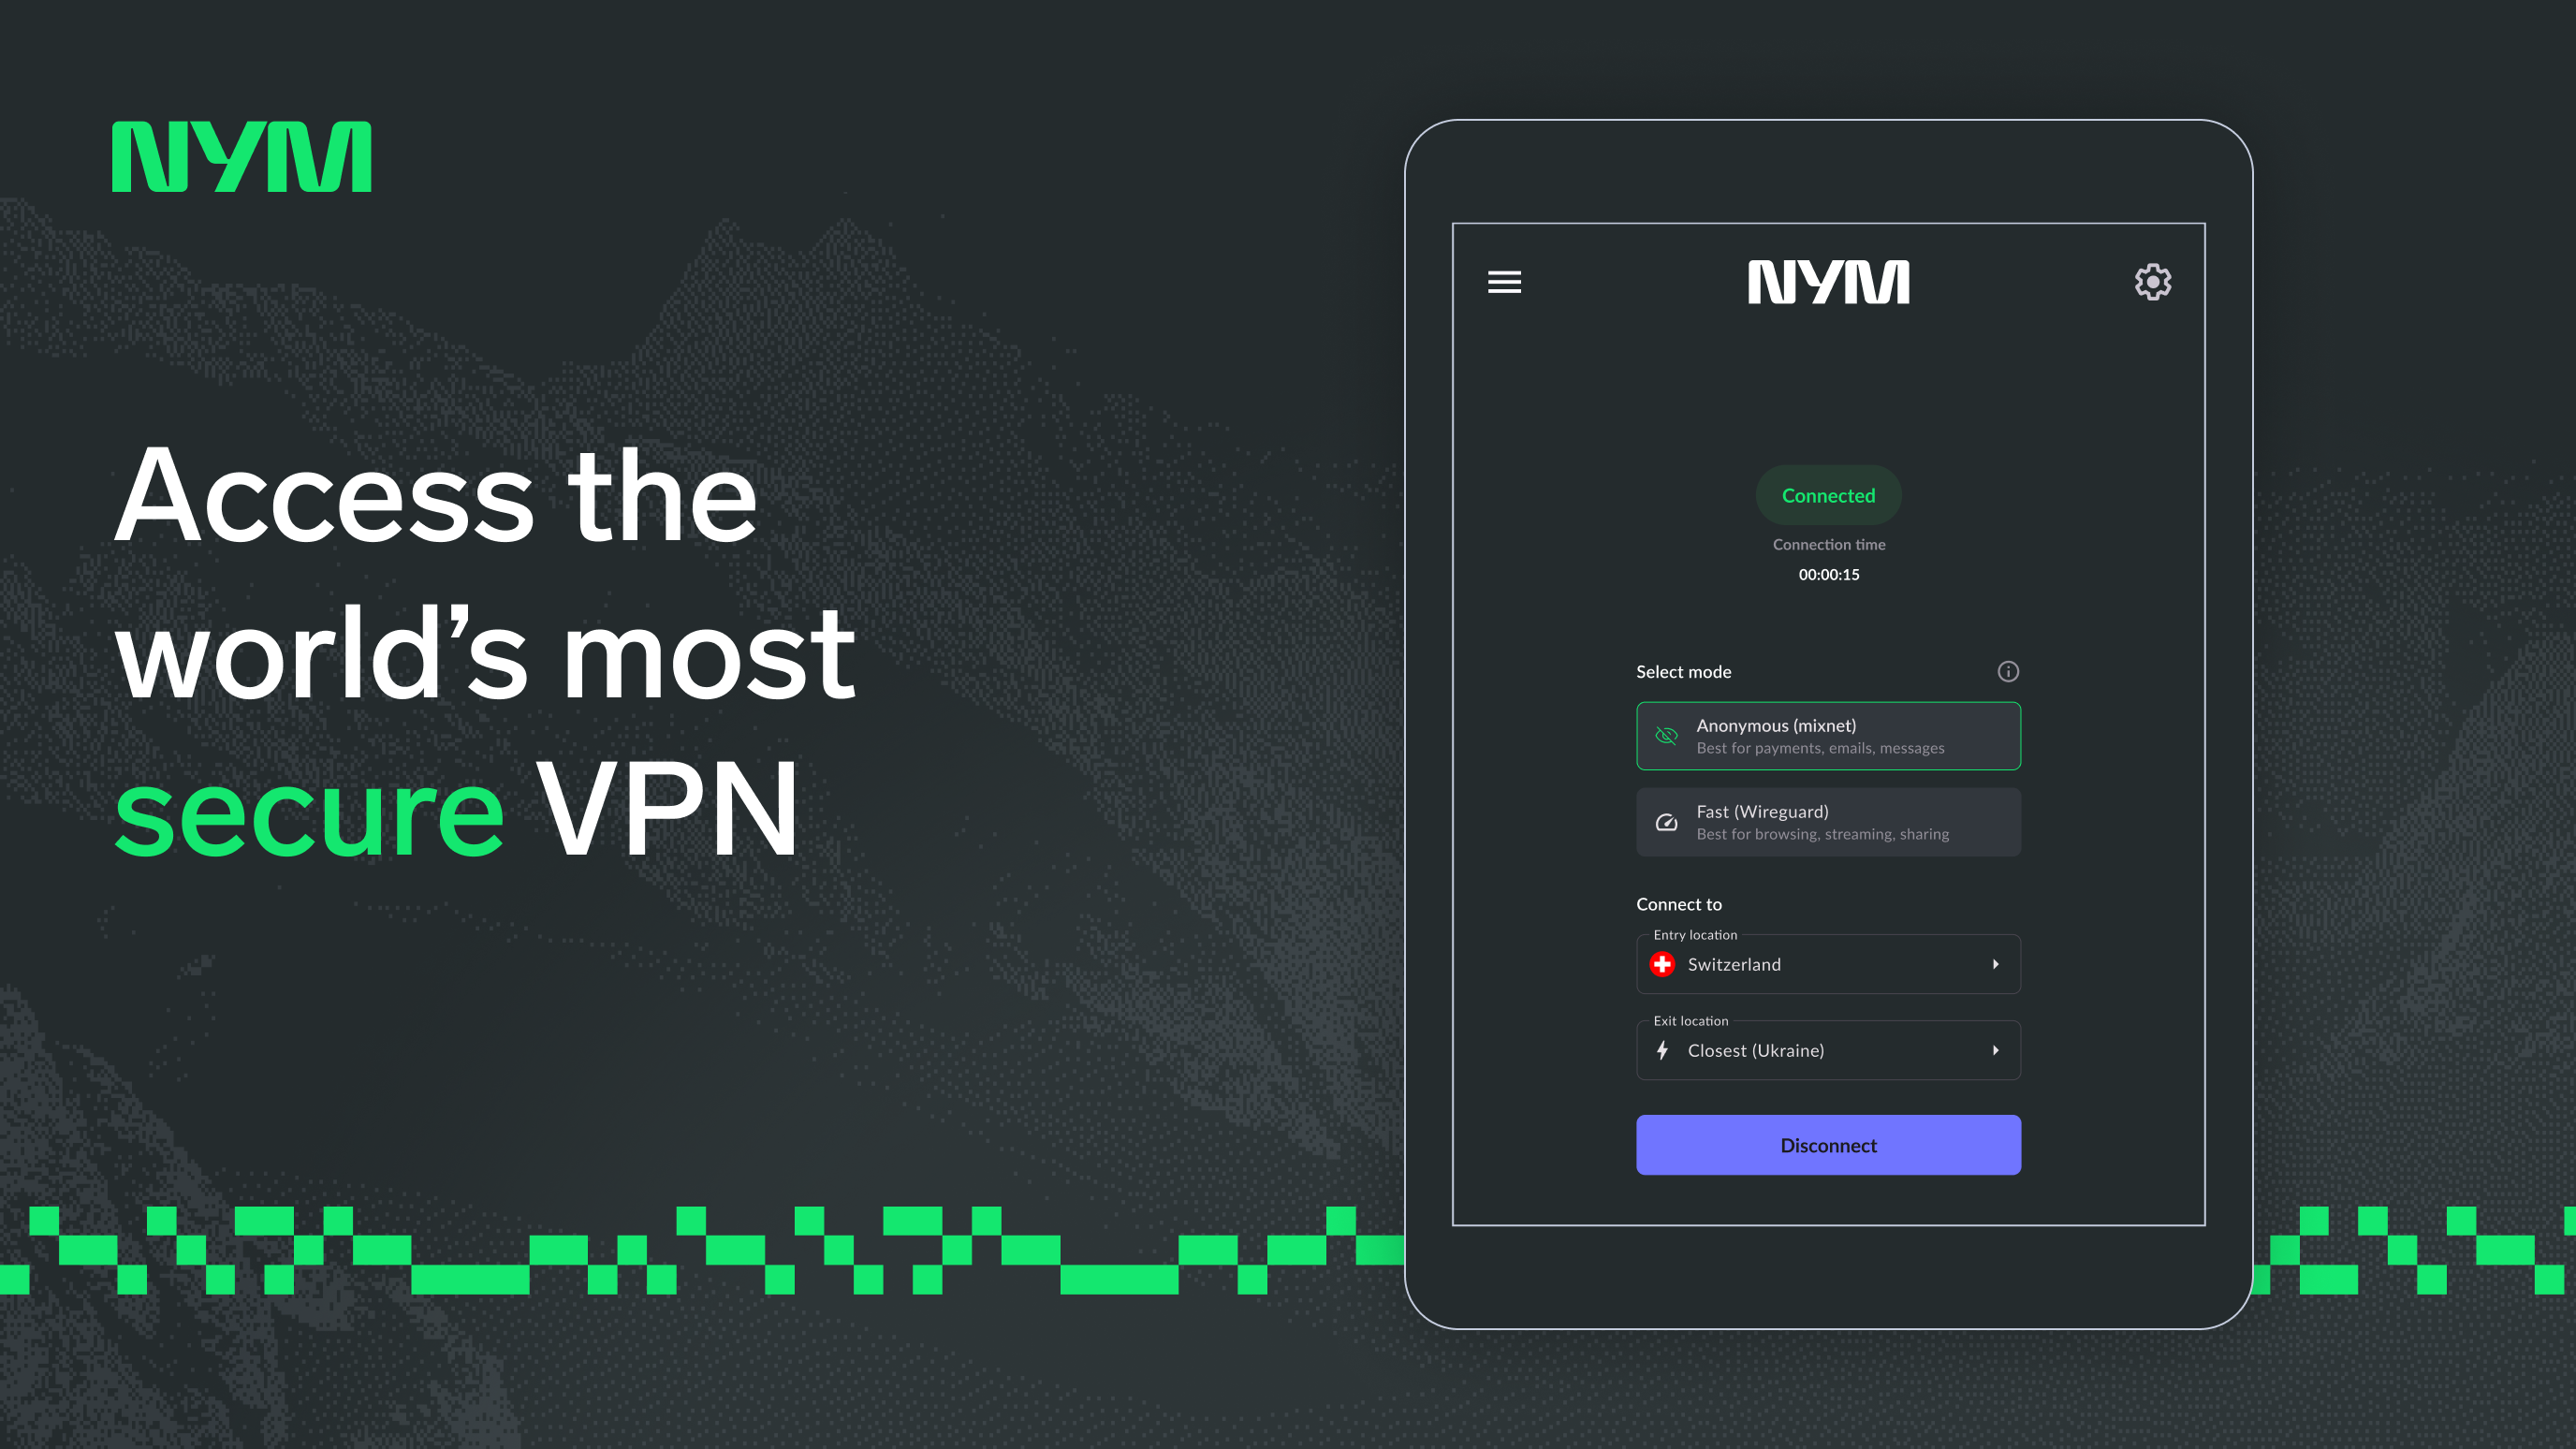 NYM
Access the
world’s most
secure VPN
NYM
Connected
Connection time
00:00:15
Select mode
Anonymous (mixnet)
Best for payments, emails, messages
Fast (Wireguard)
Best for browsing, streaming, sharing
Connect to
Entry location
Switzerland
Exit location
Closest (Ukraine)
Disconnect